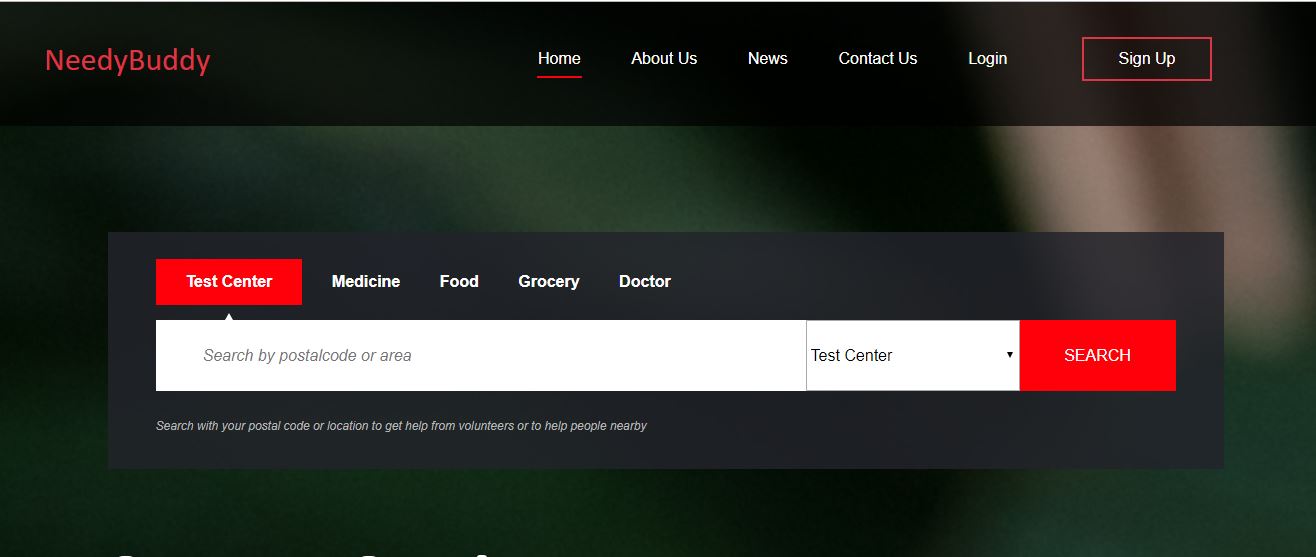 NeedyBuddy
Home About Us News Contact Us Login Sign Up
Test Center Medicine Food Grocery Doctor
Search by postalcode or area Test Center SEARCH
Search with your postal code or location to get help from volunteers or to help people nearby